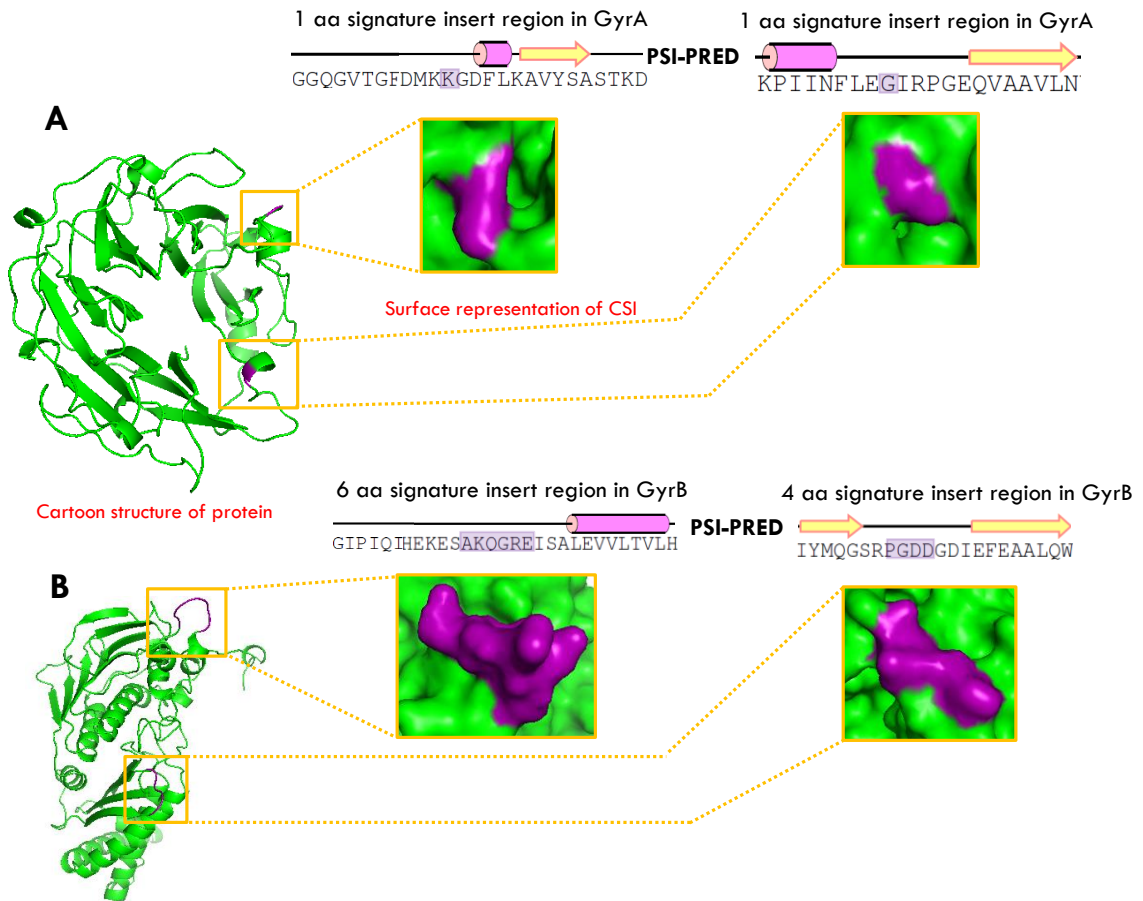 1 aa signature insert region in GyrA
1 aa signature insert region in GyrA
PSI-PRED
GGQGVTGFDMKKGDFLKAVYSASTKD
KPIINFLEGIRPGEQVAAVLN
A
Surface representation of CSI
Cartoon structure of protein
6 aa signature insert region in GyrB
4 aa signature insert region in GyrB
PSI-PRED
GIPIQIHEKESAKQGREISALEVVLTVLH
IYMQGSRPGDDGDIEFEAALQW
B